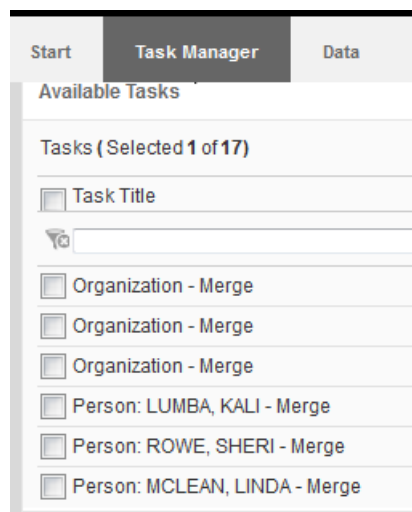 Start Task Manager Data
Available Tasks
Tasks ( Selected 1 of 17)
Task Title
Organization - Merge
Organization - Merge
Organization - Merge
Person: LUMBA, KALI - Merge
Person: ROWE, SHERI - Merge
Person: MCLEAN, LINDA - Merge